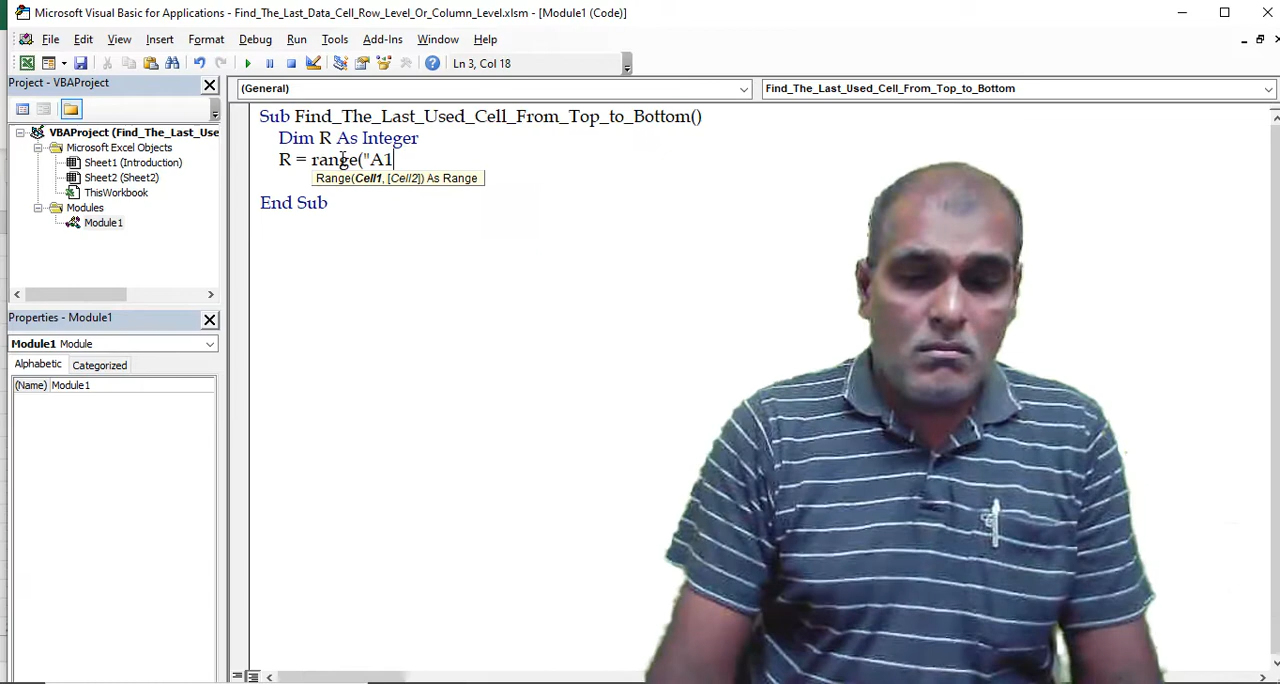 Microsoft Visual Basic for Applications - Find_The_Last_Data_Cell_Row_Level_Or_Column_Level.xlsm - [Module1 (Code)]
File Edit View Insert Format Debug Run Tools Add-Ins Window Help
Ln 3, Col 18
Project - VBAProject
(General)
Find_The_Last_Used_Cell_From_Top_to_Bottom
VBAProject (Find_The_Last_Use
Microsoft Excel Objects
Sheet1 (Introduction)
Sheet2 (Sheet2)
ThisWorkbook
Modules
Module1
Sub Find_The_Last_Used_Cell_From_Top_to_Bottom()
Dim R As Integer
R = range("A1
Range(Cell1, [Cell2]) As Range
End Sub
Properties - Module1
Module1 Module
Alphabetic Categorized
(Name) Module1